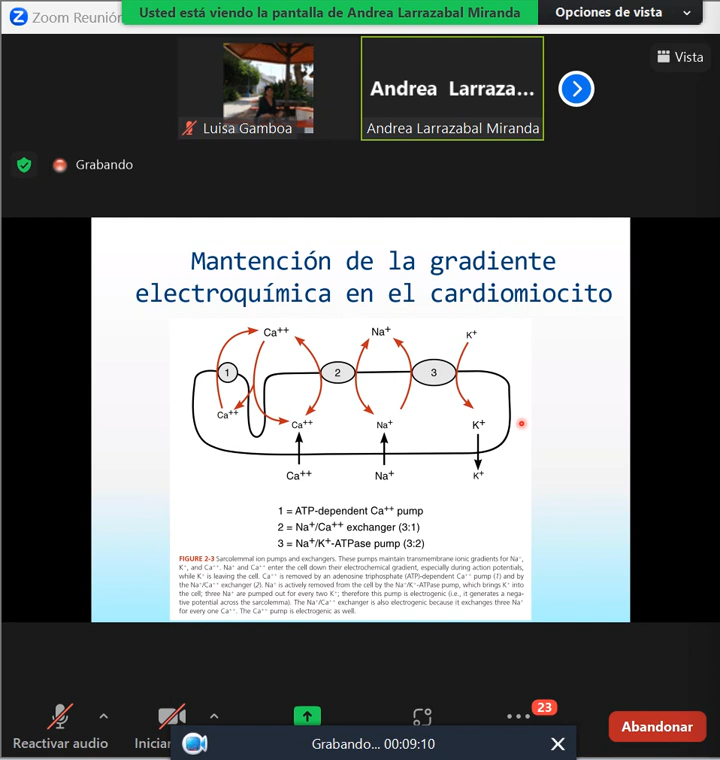 Zoom Reunión
Usted está viendo la pantalla de Andrea Larrazabal Miranda
Opciones de vista
Vista
Andrea Larraza...
Luisa Gamboa
Andrea Larrazabal Miranda
Grabando
Mantención de la gradiente
electroquímica en el cardiomiocito
Ca++
Na+
K+
1
2
3
Ca++
Ca++
Na+
K+
Ca++
Na+
K+
1 = ATP-dependent Ca++ pump
2 = Na+/Ca++ exchanger (3:1)
3 = Na+/K+-ATPase pump (3:2)
FIGURE 2-3 Sarcolemmal ion pumps and exchangers. These pumps maintain transmembrane ionic gradients for Na+,
K+, and Ca++. Na+ and Ca++ enter the cell down their electrochemical gradient, especially during action potentials,
while K+ is leaving the cell. Ca++ is removed by an adenosine triphosphate (ATP)-dependent Ca++ pump (1) and by
the Na+/Ca++ exchanger (2). Na+ is actively removed from the cell by the Na+/K+-ATPase pump, which brings K+ into
the cell; three Na+ are pumped out for every two K+; therefore this pump is electrogenic (i.e., it generates a nega-
tive potential across the sarcolemma). The Na+/Ca++ exchanger is also electrogenic because it exchanges three Na+
for every one Ca++. The Ca++ pump is electrogenic as well.
23
Reactivar audio
Iniciar
Abandonar
Grabando... 00:09:10